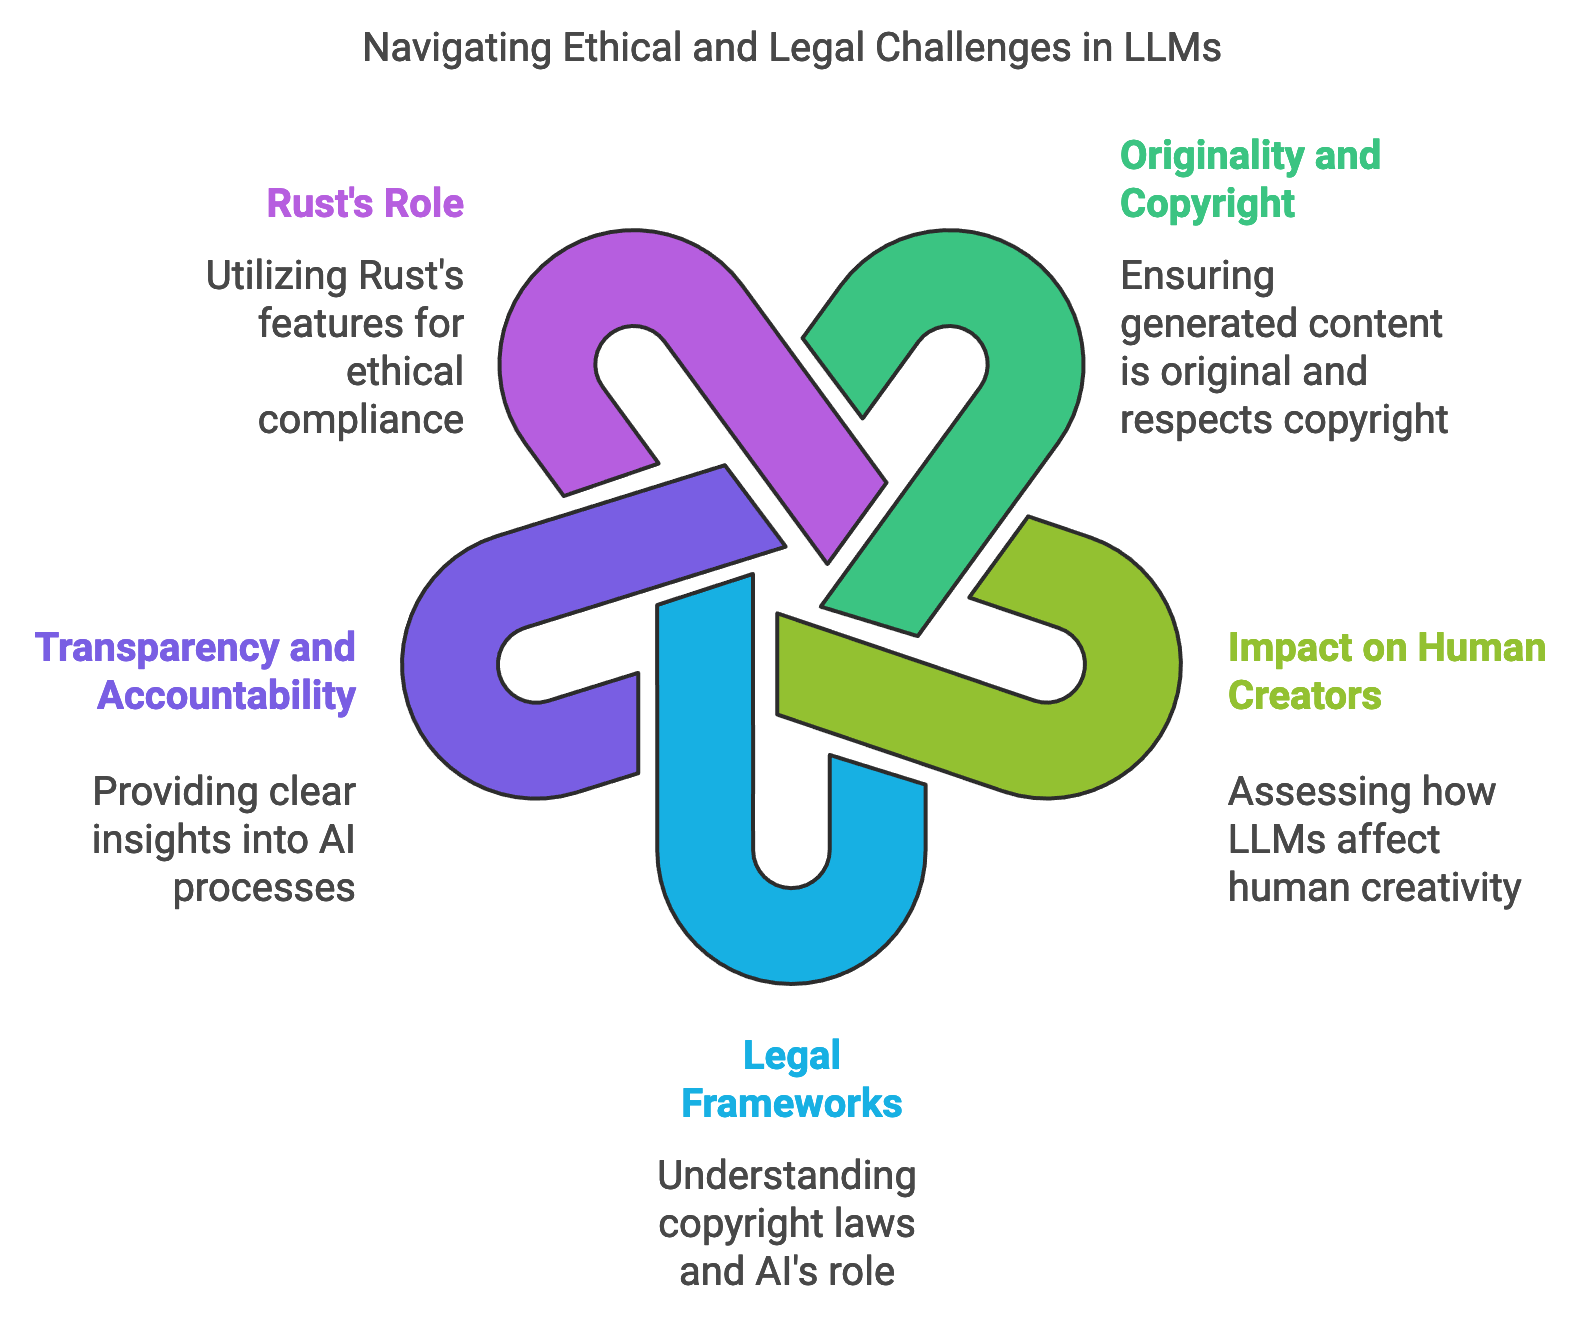 Navigating Ethical and Legal Challenges in LLMs
Rust's Role
Utilizing Rust's
features for
ethical
compliance
Originality and
Copyright
Ensuring
generated content
is original and
respects copyright
Transparency and
Accountability
Providing clear
insights into AI
processes
Impact on Human
Creators
Assessing how
LLMs affect
human creativity
Legal
Frameworks
Understanding
copyright laws
and AI's role